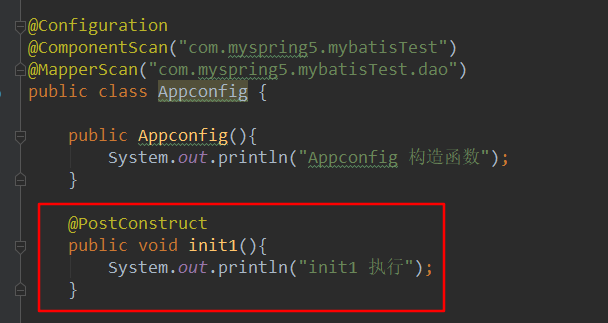 @Configuration
@ComponentScan("com.myspring5.mybatisTest")
@MapperScan("com.myspring5.mybatisTest.dao")
public class Appconfig {
public Appconfig(){
System.out.println("Appconfig 构造函数");
}
@PostConstruct
public void init1(){
System.out.println("init1 执行");
}